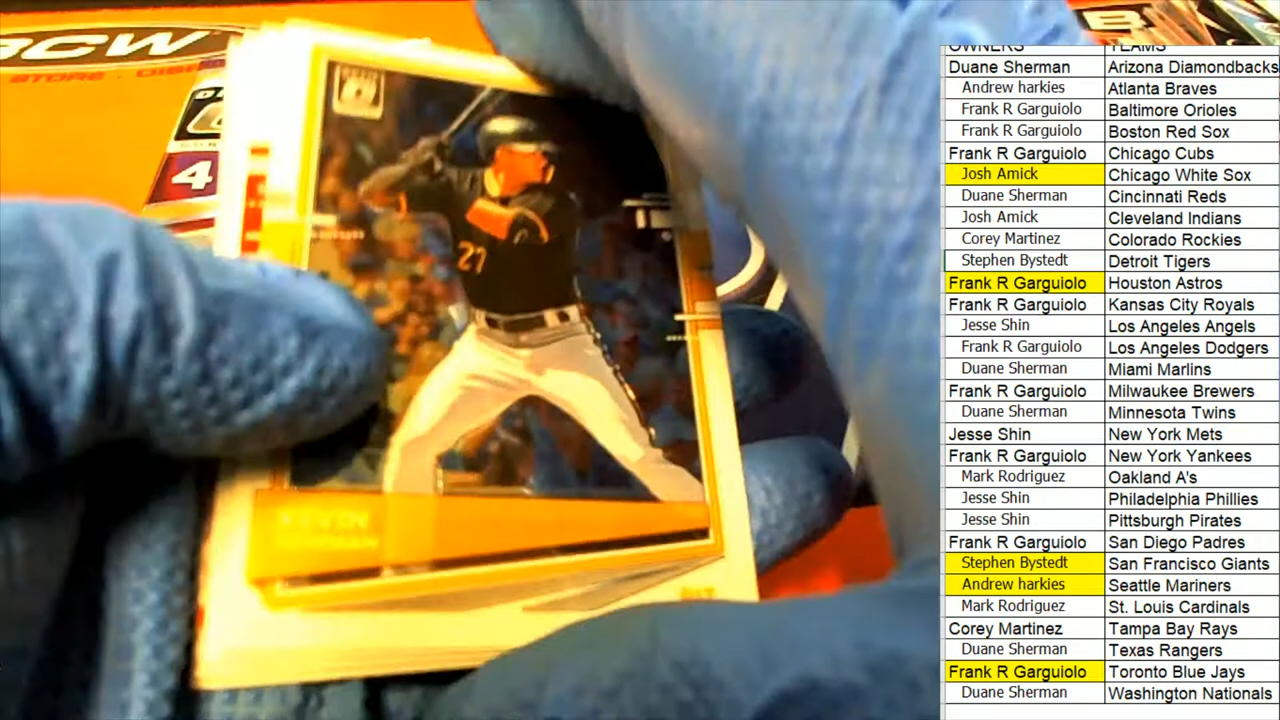 BCW
STORE · DISP
4
27
KEVIN
NEWMAN
PIT
OWNERS TEAMS
Duane Sherman Arizona Diamondbacks
Andrew harkies Atlanta Braves
Frank R Garguiolo Baltimore Orioles
Frank R Garguiolo Boston Red Sox
Frank R Garguiolo Chicago Cubs
Josh Amick Chicago White Sox
Duane Sherman Cincinnati Reds
Josh Amick Cleveland Indians
Corey Martinez Colorado Rockies
Stephen Bystedt Detroit Tigers
Frank R Garguiolo Houston Astros
Frank R Garguiolo Kansas City Royals
Jesse Shin Los Angeles Angels
Frank R Garguiolo Los Angeles Dodgers
Duane Sherman Miami Marlins
Frank R Garguiolo Milwaukee Brewers
Duane Sherman Minnesota Twins
Jesse Shin New York Mets
Frank R Garguiolo New York Yankees
Mark Rodriguez Oakland A's
Jesse Shin Philadelphia Phillies
Jesse Shin Pittsburgh Pirates
Frank R Garguiolo San Diego Padres
Stephen Bystedt San Francisco Giants
Andrew harkies Seattle Mariners
Mark Rodriguez St. Louis Cardinals
Corey Martinez Tampa Bay Rays
Duane Sherman Texas Rangers
Frank R Garguiolo Toronto Blue Jays
Duane Sherman Washington Nationals